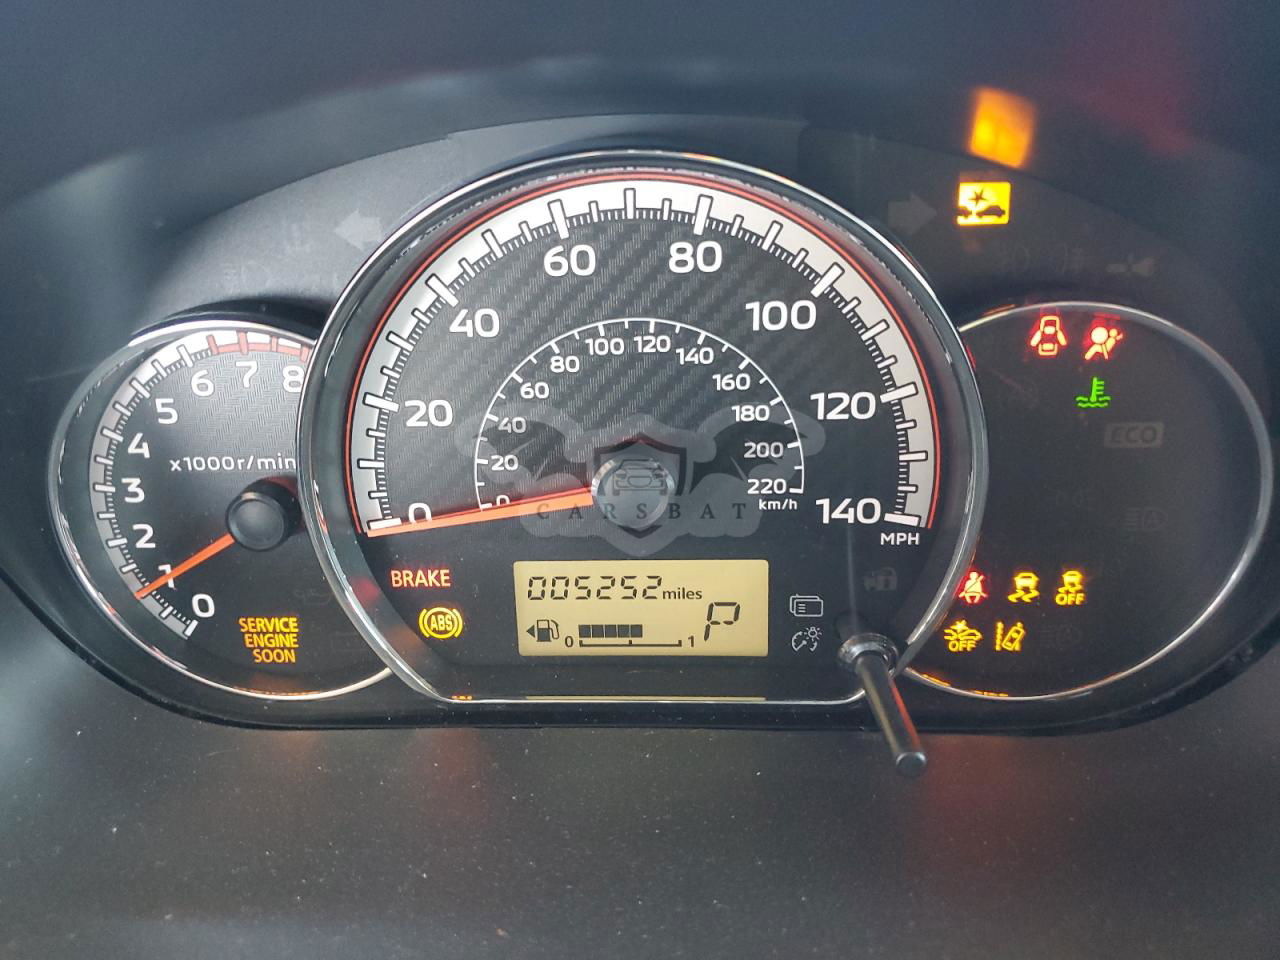 60
80
40
100
20
120
0
140
MPH
0
20
40
60
80
100
120
140
160
180
200
220
km/h
0
1
2
3
4
5
6
7
8
x1000r/min
CARSBAT
BRAKE
ABS
SERVICE
ENGINE
SOON
005252 miles
P
0 1
ECO
OFF
OFF